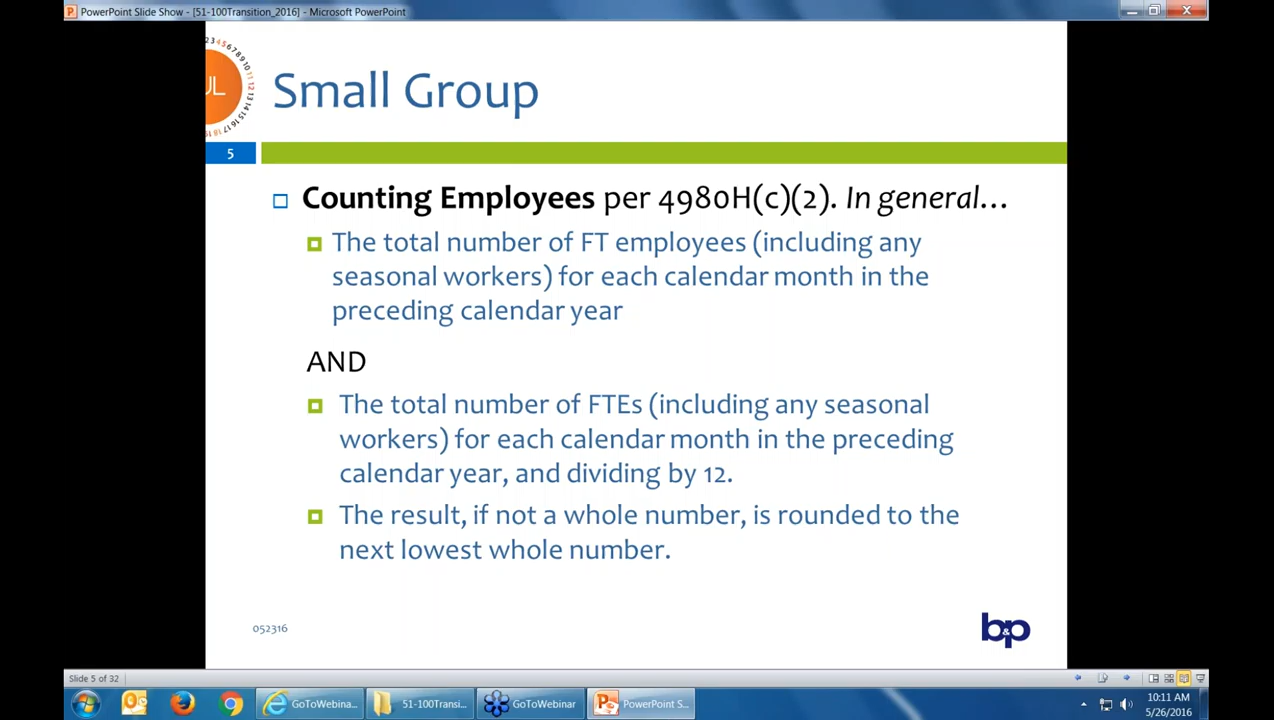 PowerPoint Slide Show - [51-100Transition_2016] - Microsoft PowerPoint
Small Group
5
Counting Employees per 4980H(c)(2). In general...
The total number of FT employees (including any
seasonal workers) for each calendar month in the
preceding calendar year
AND
The total number of FTEs (including any seasonal
workers) for each calendar month in the preceding
calendar year, and dividing by 12.
The result, if not a whole number, is rounded to the
next lowest whole number.
052316
b&p
Slide 5 of 32
GoToWebina...
51-100Transi...
GoToWebinar
PowerPoint S...
10:11 AM
5/26/2016